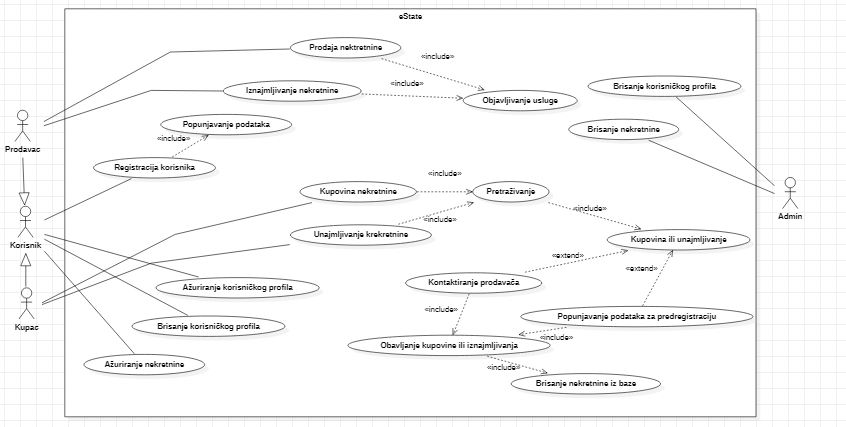 eState
Prodaja nektretnine
«include»
Iznajmljivanje nekretnine
«include»
Objavljivanje usluge
Brisanje korisničkog profila
Popunjavanje podataka
Brisanje nekretnine
«include»
Prodavac
Registracija korisnika
«include»
Kupovina nekretnine
Pretraživanje
«include»
Admin
«include»
Unajmljivanje krekretnine
Kupovina ili unajmljivanje
Korisnik
«extend»
«extend»
Ažuriranje korisničkog profila
Kontaktiranje prodavača
«include»
Popunjavanje podataka za predregistraciju
Kupac
Brisanje korisničkog profila
«include»
Obavljanje kupovine ili iznajmljivanja
Ažuriranje nekretnine
«include»
Brisanje nekretnine iz baze